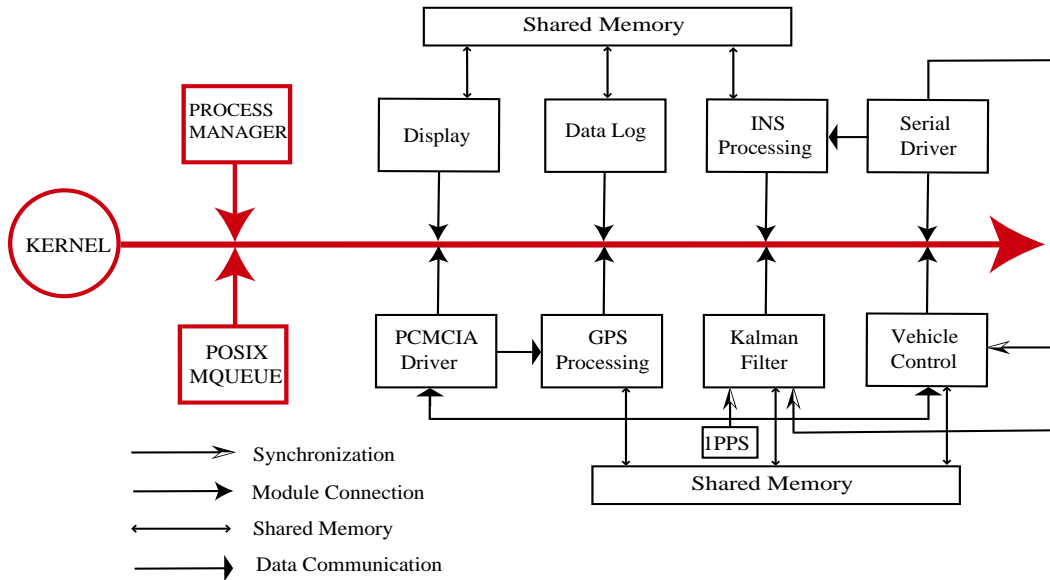 Shared Memory
PROCESS
MANAGER
Display
Data Log
INS
Processing
Serial
Driver
KERNEL
POSIX
MQUEUE
PCMCIA
Driver
GPS
Processing
Kalman
Filter
Vehicle
Control
1PPS
Shared Memory
Synchronization
Module Connection
Shared Memory
Data Communication